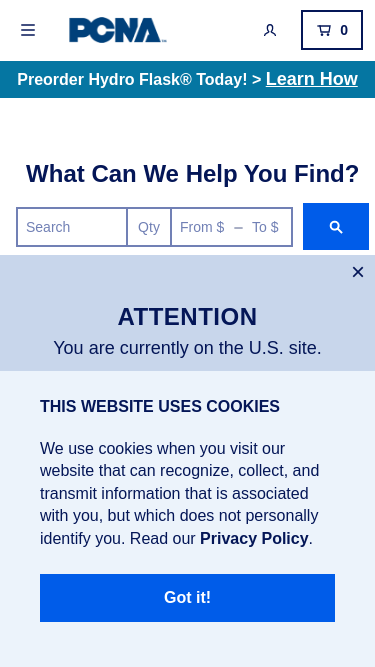 PCNA
0
Preorder Hydro Flask® Today! > Learn How
What Can We Help You Find?
Search
Qty
From $ – To $
ATTENTION
You are currently on the U.S. site.
THIS WEBSITE USES COOKIES
We use cookies when you visit our
website that can recognize, collect, and
transmit information that is associated
with you, but which does not personally
identify you. Read our Privacy Policy.
Got it!